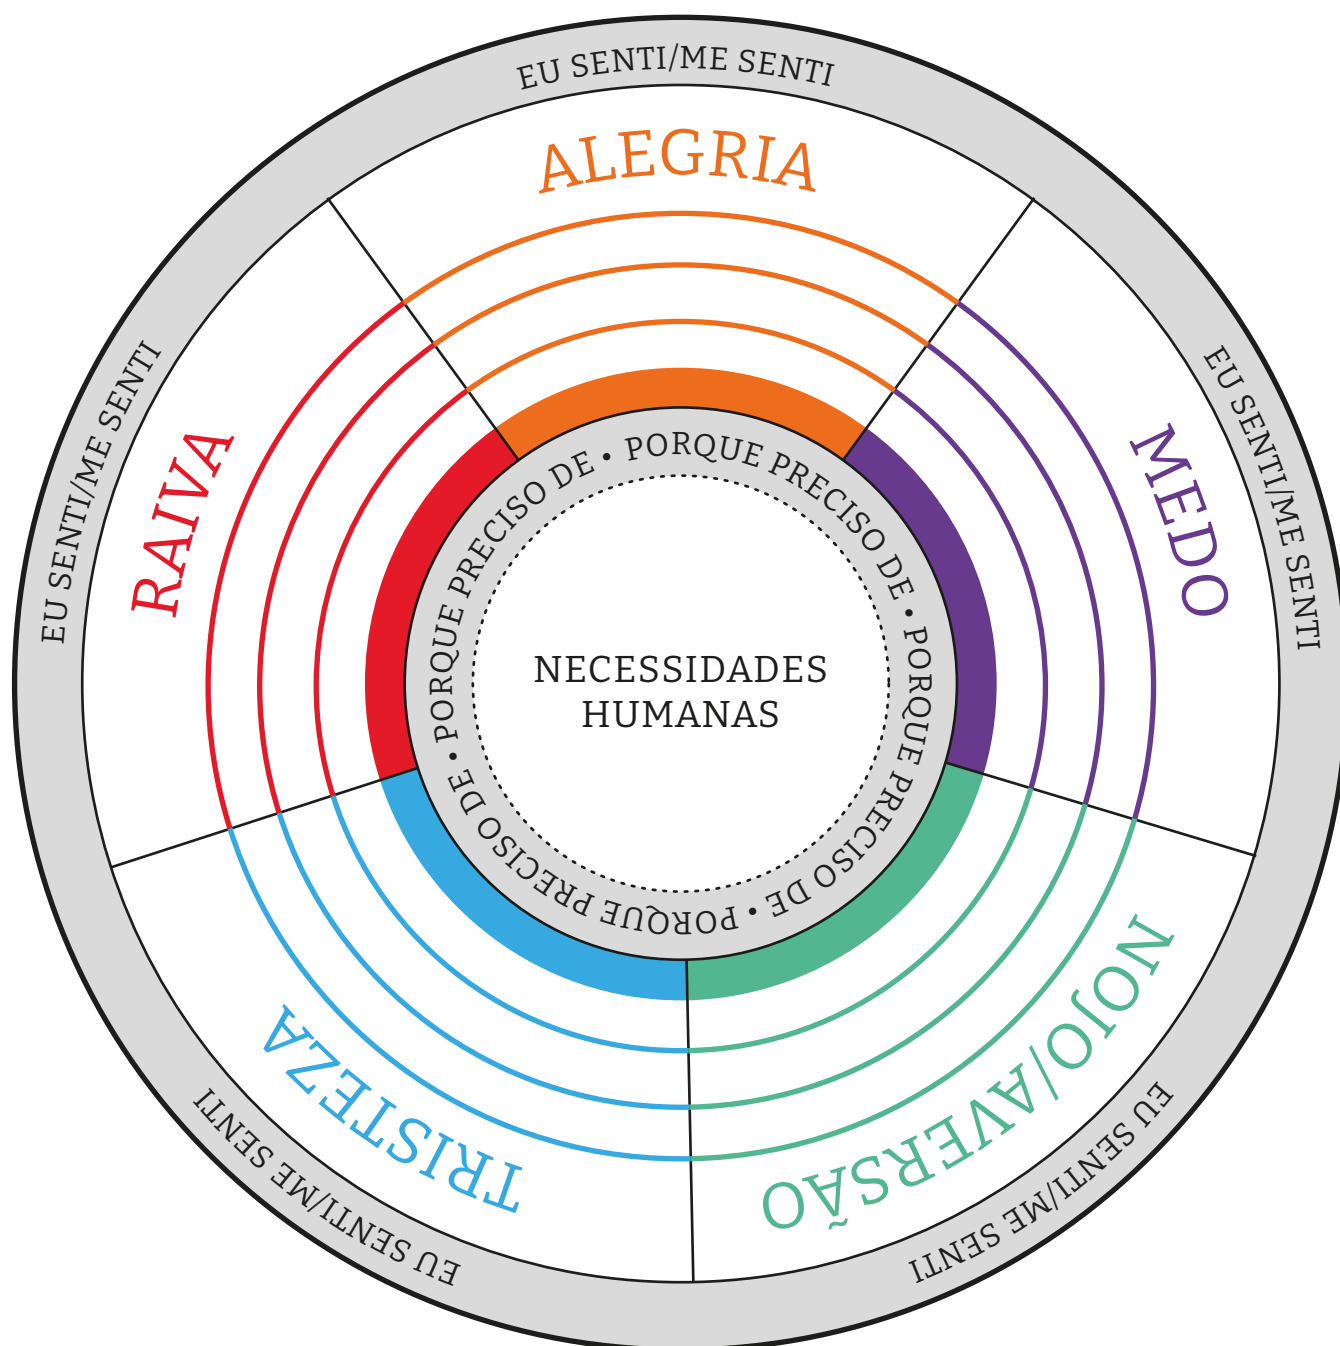 EU SENTI/ME SENTI
ALEGRIA
EU SENTI/ME SENTI
MEDO
EU SENTI/ME SENTI
NOJO/AVERSÃO
EU SENTI/ME SENTI
TRISTEZA
EU SENTI/ME SENTI
RAIVA
PORQUE PRECISO DE • PORQUE PRECISO DE • PORQUE PRECISO DE • PORQUE PRECISO DE •
NECESSIDADES
HUMANAS